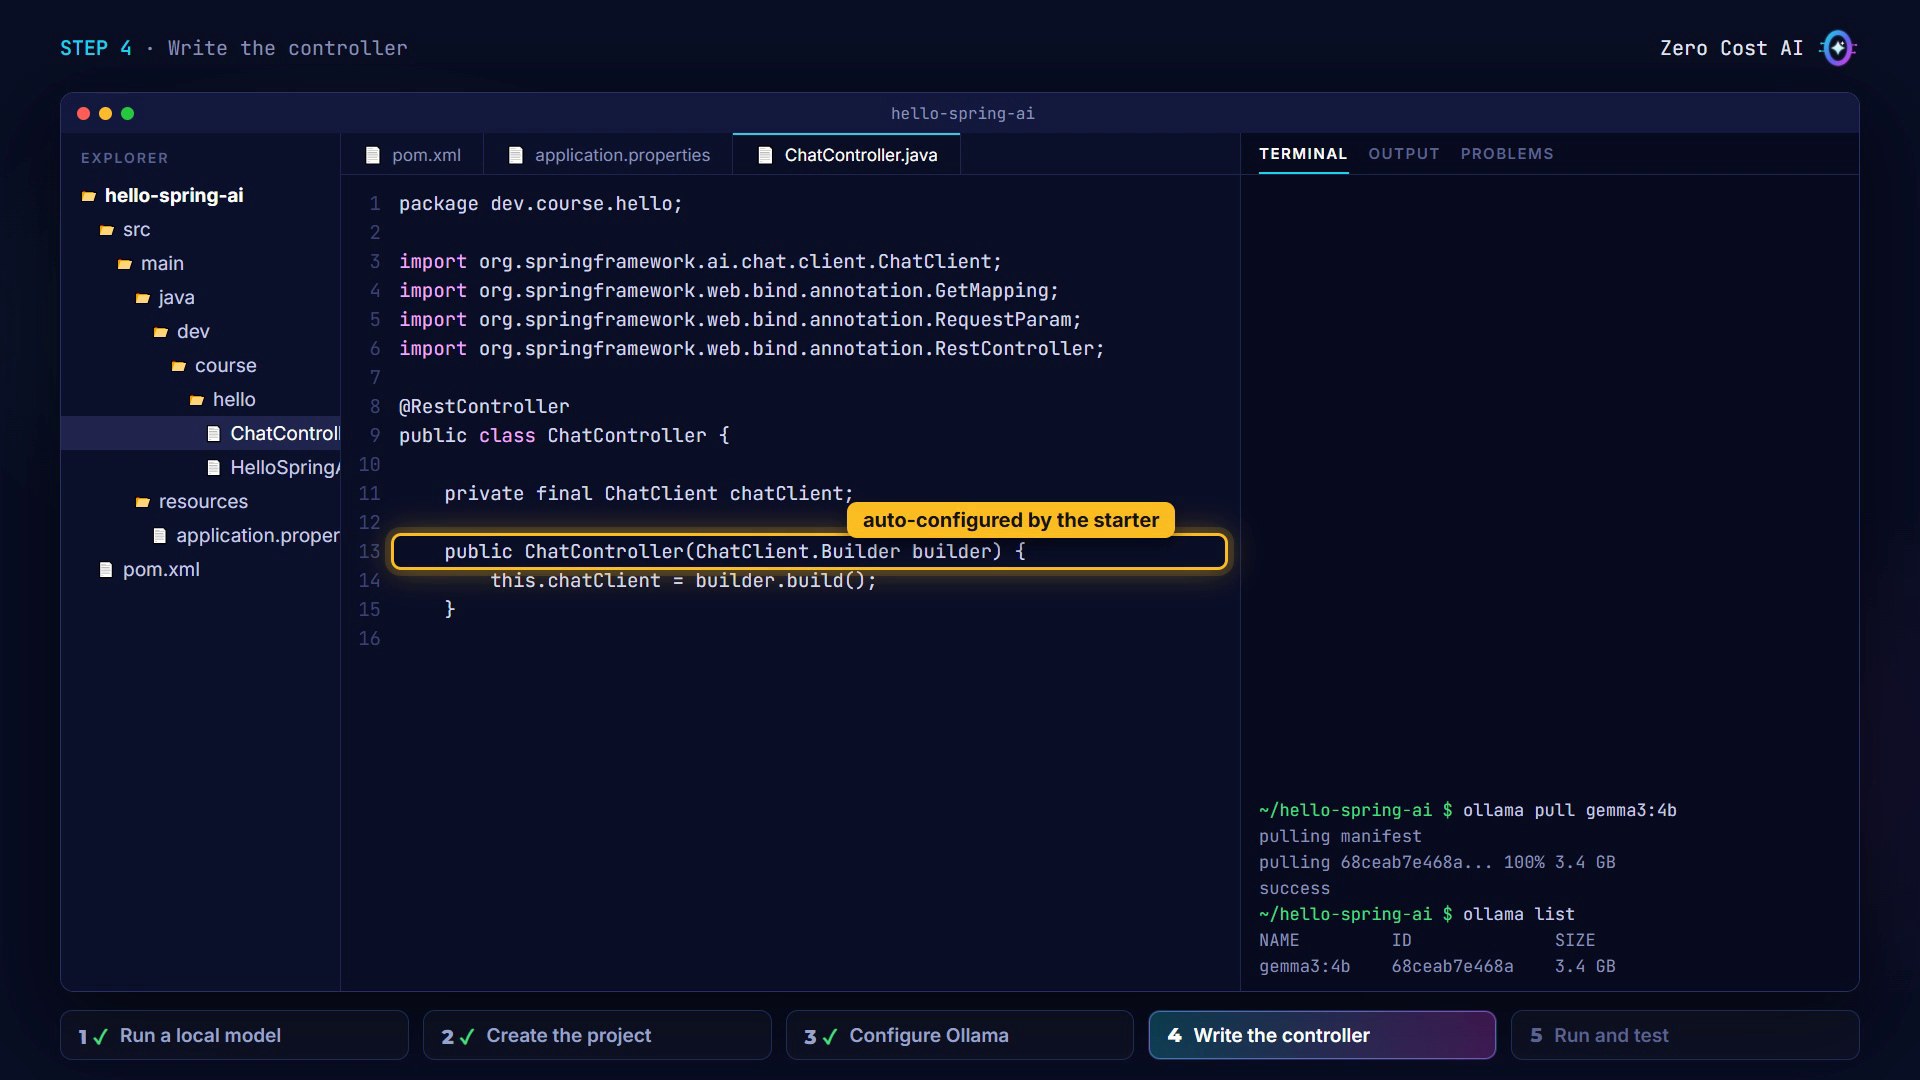 STEP 4 · Write the controller
Zero Cost AI
hello-spring-ai
EXPLORER
hello-spring-ai
src
main
java
dev
course
hello
ChatControll
HelloSpringA
resources
application.proper
pom.xml
pom.xml
application.properties
ChatController.java
1 package dev.course.hello;
2
3 import org.springframework.ai.chat.client.ChatClient;
4 import org.springframework.web.bind.annotation.GetMapping;
5 import org.springframework.web.bind.annotation.RequestParam;
6 import org.springframework.web.bind.annotation.RestController;
7
8 @RestController
9 public class ChatController {
10
11     private final ChatClient chatClient;
12
auto-configured by the starter
13     public ChatController(ChatClient.Builder builder) {
14         this.chatClient = builder.build();
15     }
16
TERMINAL OUTPUT PROBLEMS
~/hello-spring-ai $ ollama pull gemma3:4b
pulling manifest
pulling 68ceab7e468a... 100% 3.4 GB
success
~/hello-spring-ai $ ollama list
NAME ID SIZE
gemma3:4b 68ceab7e468a 3.4 GB
1 ✓ Run a local model
2 ✓ Create the project
3 ✓ Configure Ollama
4 Write the controller
5 Run and test